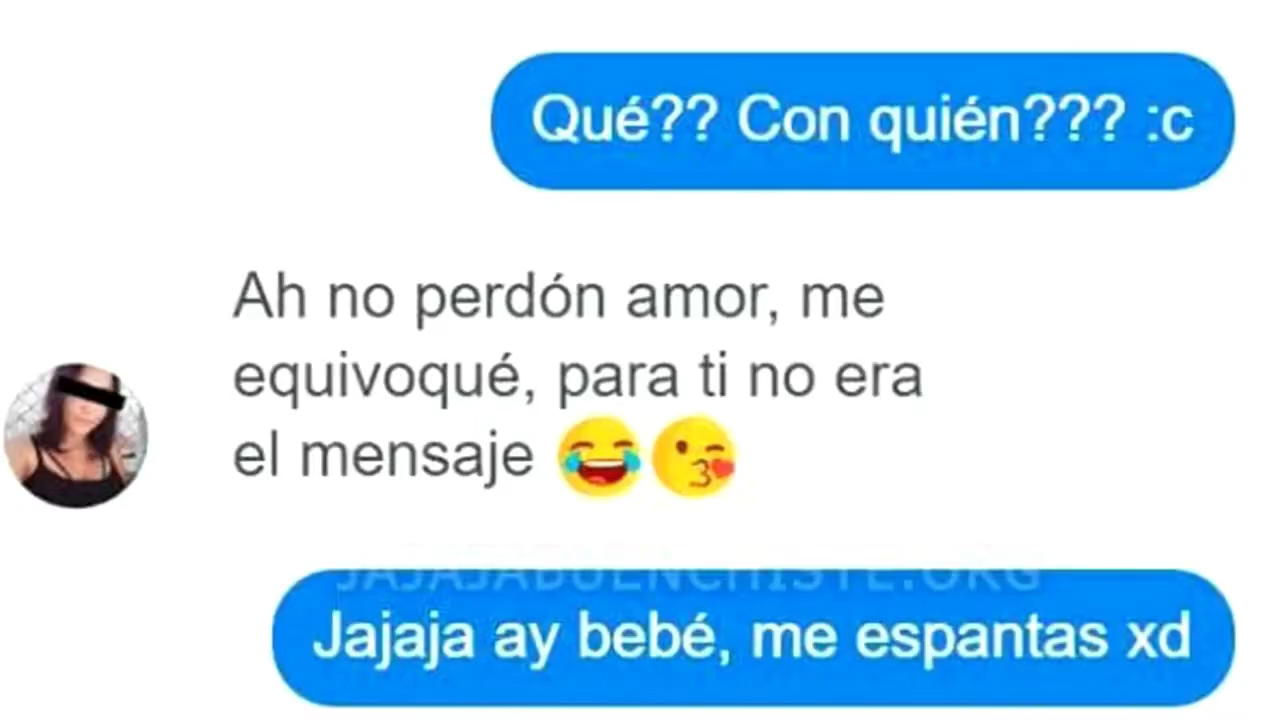 Qué?? Con quién??? :c
Ah no perdón amor, me
equivoqué, para ti no era
el mensaje 😂😘
JAJAJABUENCHISTE.ORG
Jajaja ay bebé, me espantas xd